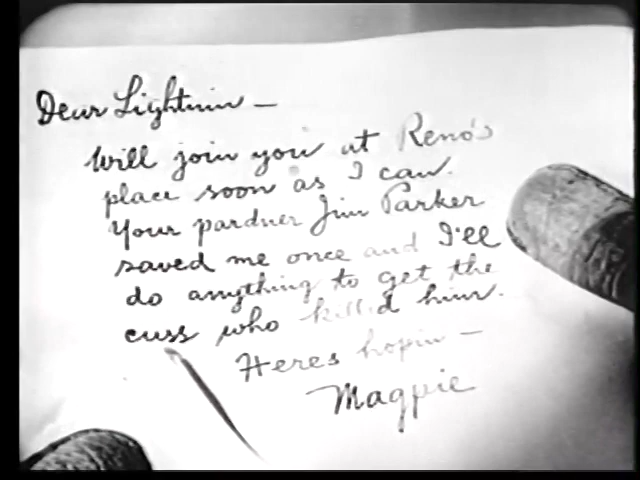 Dear Lightnin —
Will join you at Reno's
place soon as I can.
Your pardner Jim Parker
saved me once and I'll
do anything to get the
cuss who killed him.
Heres hopin —
Magpie